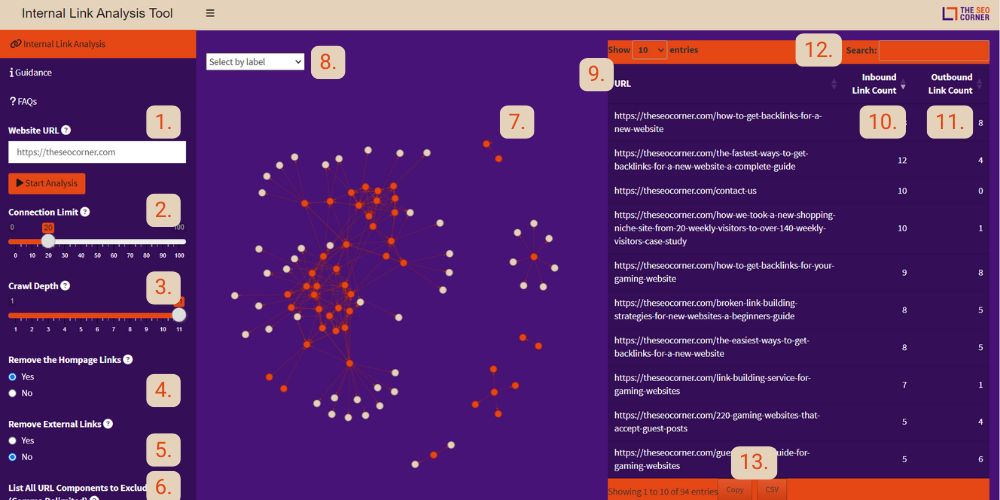 Internal Link Analysis Tool
THE SEO
CORNER
Internal Link Analysis
Guidance
FAQs
1.
Website URL
https://theseocorner.com
Start Analysis
2.
Connection Limit
0 20 100
0 10 20 30 40 50 60 70 80 90 100
3.
Crawl Depth
1
1 2 3 4 5 6 7 8 9 10 11
Remove the Hompage Links
Yes
No
4.
Remove External Links
Yes
No
5.
6.
List All URL Components to Exclud
(Comma Delimited)
Select by label
8.
7.
Show 10 entries
12.
Search:
9.
URL
Inbound
Link Count
Outbound
Link Count
10.
11.
https://theseocorner.com/how-to-get-backlinks-for-a-
new-website
8
https://theseocorner.com/the-fastest-ways-to-get-
backlinks-for-a-new-website-a-complete-guide
12 4
https://theseocorner.com/contact-us
10 0
https://theseocorner.com/how-we-took-a-new-shopping-
niche-site-from-20-weekly-visitors-to-over-140-weekly-
visitors-case-study
10 1
https://theseocorner.com/how-to-get-backlinks-for-your-
gaming-website
9 8
https://theseocorner.com/broken-link-building-
strategies-for-new-websites-a-beginners-guide
8 5
https://theseocorner.com/the-easiest-ways-to-get-
backlinks-for-a-new-website
8 5
https://theseocorner.com/link-building-service-for-
gaming-websites
7 1
https://theseocorner.com/220-gaming-websites-that-
accept-guest-posts
5 4
https://theseocorner.com/gues
guide-for-
gaming-websites
5 6
13.
Showing 1 to 10 of 94 entries
Copy
CSV